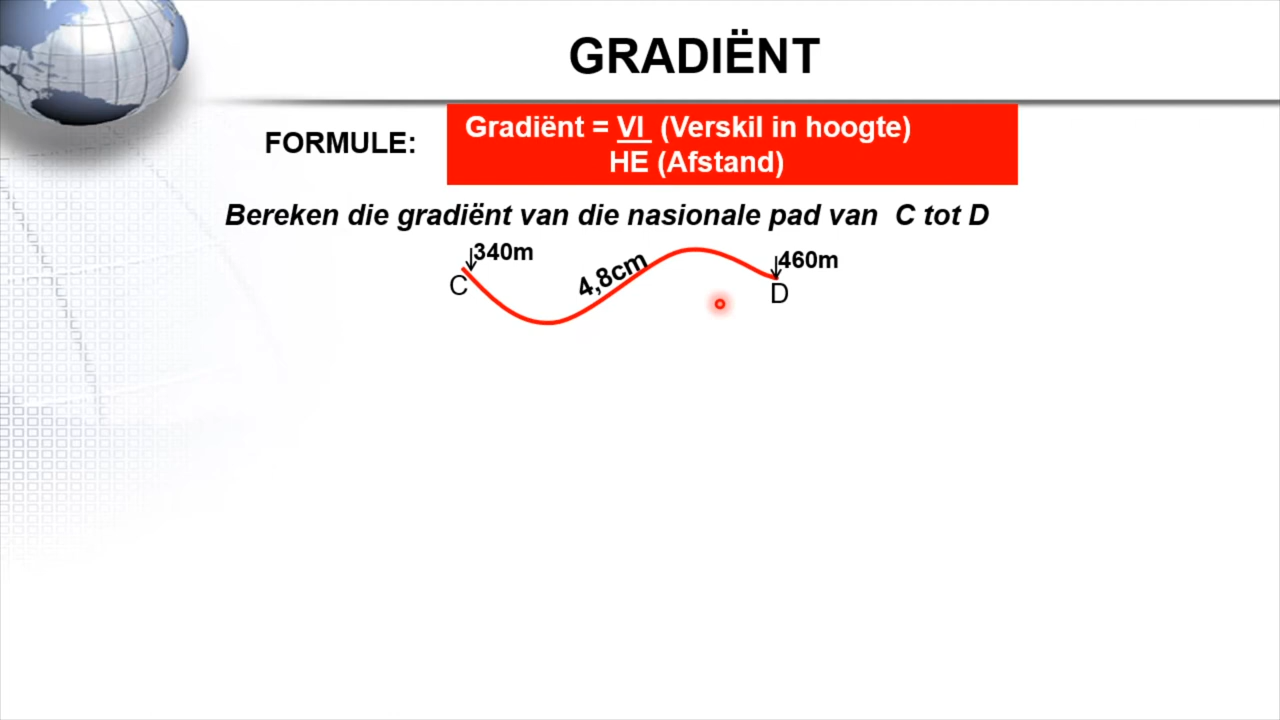 GRADIËNT
FORMULE:
Gradiënt = VI (Verskil in hoogte)
HE (Afstand)
Bereken die gradiënt van die nasionale pad van C tot D
340m
460m
4,8cm
C
D